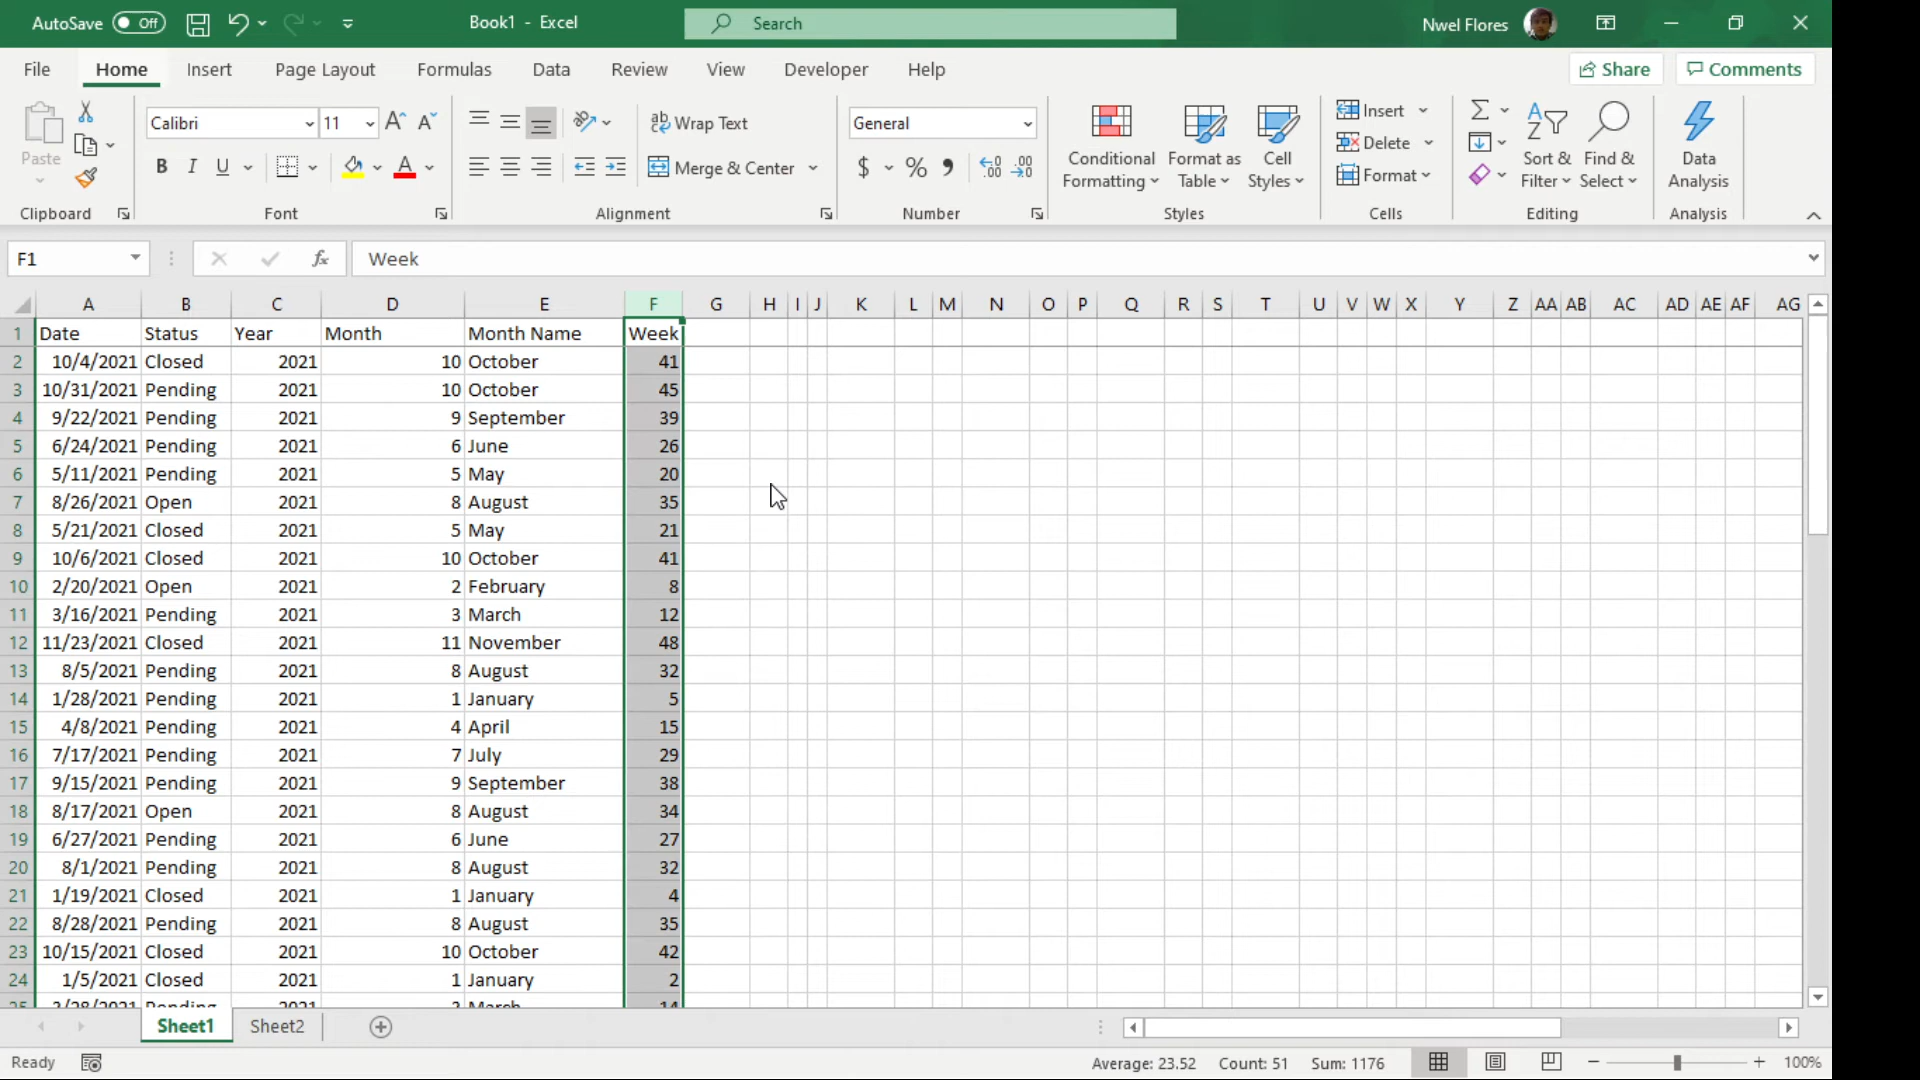 AutoSave Off Book1 - Excel Search Nwel Flores
File Home Insert Page Layout Formulas Data Review View Developer Help Share Comments
Paste
Clipboard
Calibri 11
B I U
Font
Wrap Text
Merge & Center
Alignment
General
$ % 9
Number
Conditional Formatting
Format as Table
Cell Styles
Styles
Insert
Delete
Format
Cells
Sort & Filter
Find & Select
Editing
Data Analysis
Analysis
F1 fx Week
A B C D E F G H I J K L M N O P Q R S T U V W X Y Z AA AB AC AD AE AF AG
1 Date Status Year Month Month Name Week
2 10/4/2021 Closed 2021 10 October 41
3 10/31/2021 Pending 2021 10 October 45
4 9/22/2021 Pending 2021 9 September 39
5 6/24/2021 Pending 2021 6 June 26
6 5/11/2021 Pending 2021 5 May 20
7 8/26/2021 Open 2021 8 August 35
8 5/21/2021 Closed 2021 5 May 21
9 10/6/2021 Closed 2021 10 October 41
10 2/20/2021 Open 2021 2 February 8
11 3/16/2021 Pending 2021 3 March 12
12 11/23/2021 Closed 2021 11 November 48
13 8/5/2021 Pending 2021 8 August 32
14 1/28/2021 Pending 2021 1 January 5
15 4/8/2021 Pending 2021 4 April 15
16 7/17/2021 Pending 2021 7 July 29
17 9/15/2021 Pending 2021 9 September 38
18 8/17/2021 Open 2021 8 August 34
19 6/27/2021 Pending 2021 6 June 27
20 8/1/2021 Pending 2021 8 August 32
21 1/19/2021 Closed 2021 1 January 4
22 8/28/2021 Pending 2021 8 August 35
23 10/15/2021 Closed 2021 10 October 42
24 1/5/2021 Closed 2021 1 January 2
Sheet1 Sheet2
Ready Average: 23.52 Count: 51 Sum: 1176 100%